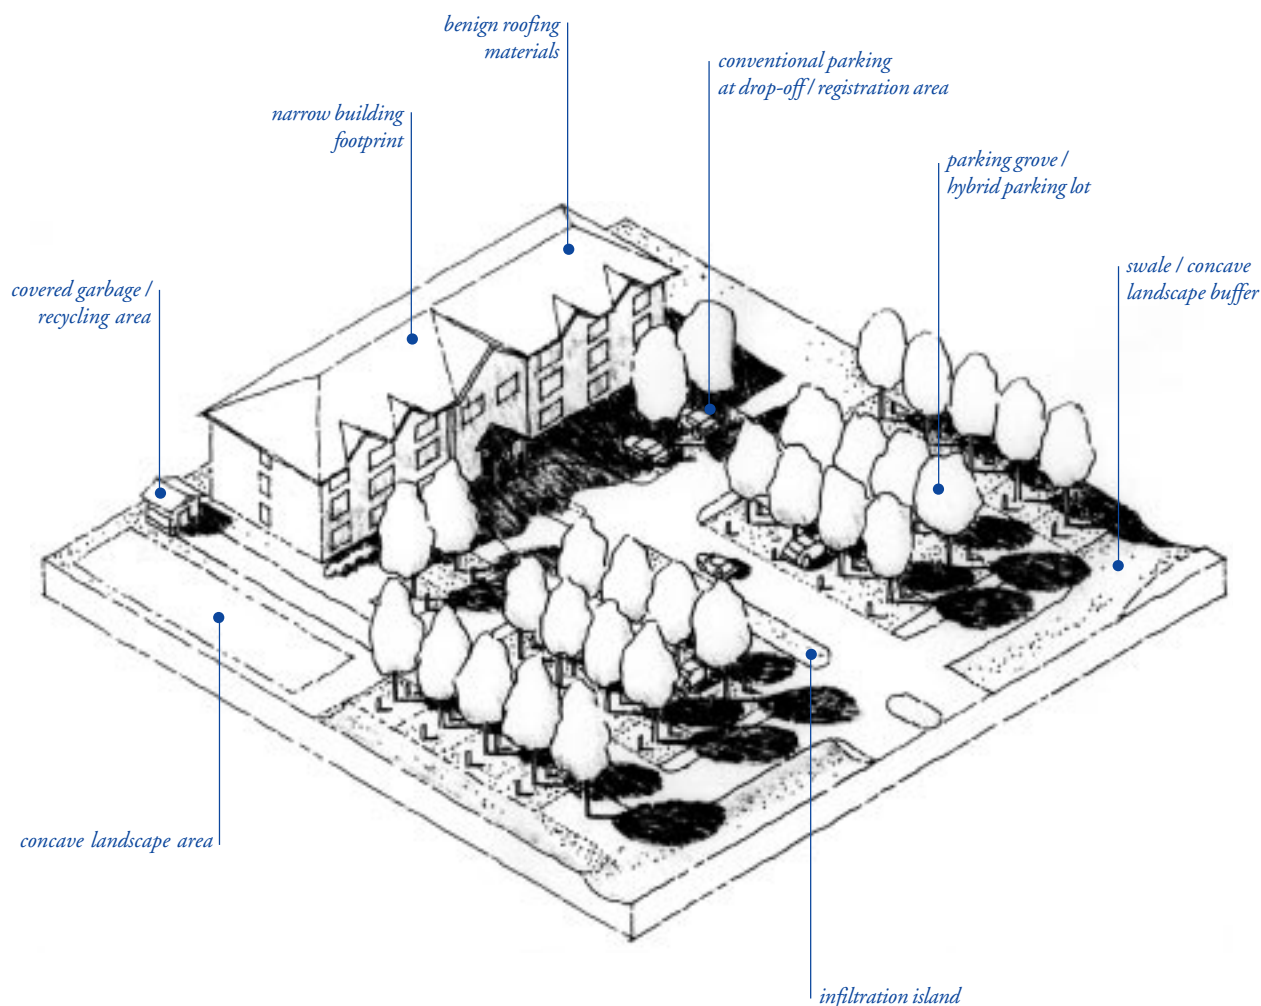 benign roofing
materials
conventional parking
at drop-off / registration area
narrow building
footprint
parking grove /
hybrid parking lot
swale / concave
landscape buffer
covered garbage /
recycling area
concave landscape area
infiltration island